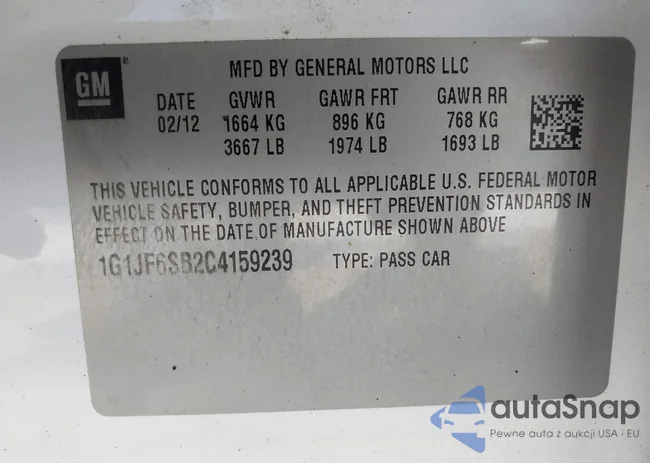 GM
®
MFD BY GENERAL MOTORS LLC
DATE GVWR GAWR FRT GAWR RR
02/12 1664 KG 896 KG 768 KG
3667 LB 1974 LB 1693 LB
THIS VEHICLE CONFORMS TO ALL APPLICABLE U.S. FEDERAL MOTOR
VEHICLE SAFETY, BUMPER, AND THEFT PREVENTION STANDARDS IN
EFFECT ON THE DATE OF MANUFACTURE SHOWN ABOVE
1G1JF6SB2C4159239 TYPE: PASS CAR
autaSnap
Pewne auta z aukcji USA i EU